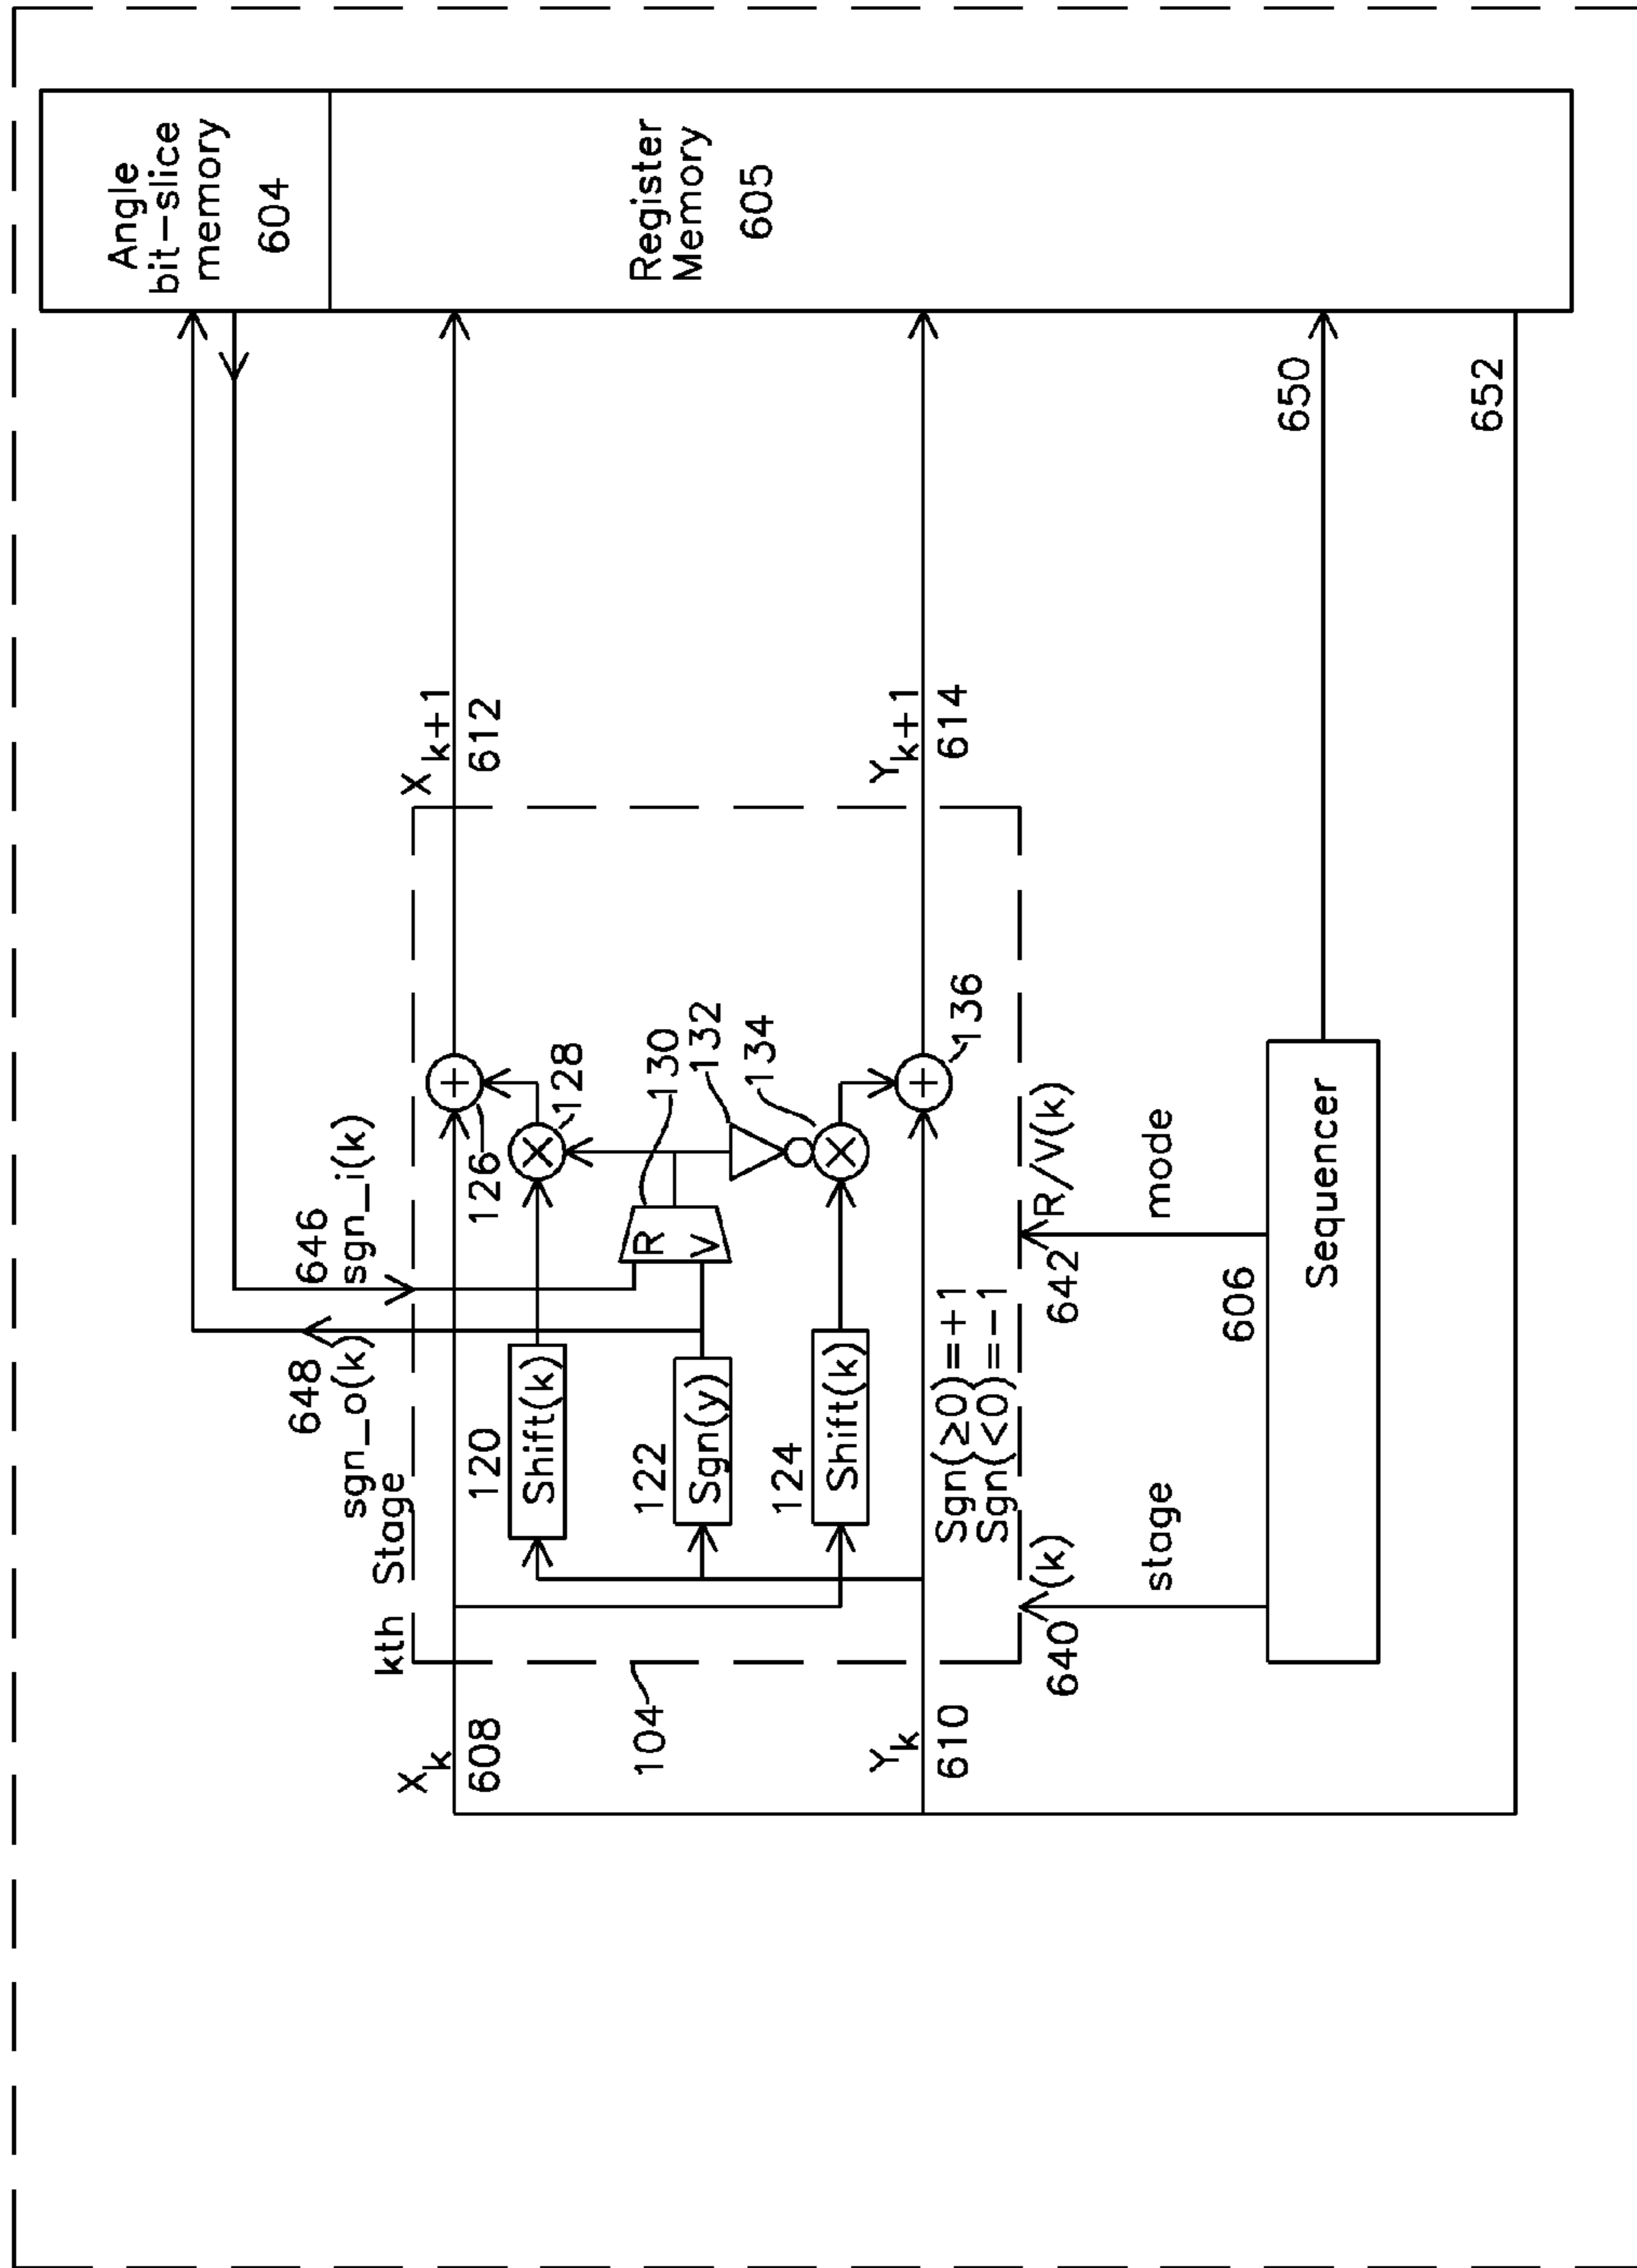 Angle
bit-slice
memory
604
Register
Memory
605
648
sgn_o(k)
646
sgn_i(k)
kth Stage
X k
608
X k+1
612
126
120
Shift(k)
128
122
Sgn(y)
R
V
130
132
134
124
Shift(k)
104
Y k
610
Y k+1
614
136
Sgn(≥0)=+1
Sgn(<0)=-1
640
(k)
642
R/V(k)
stage
mode
606
Sequencer
650
652